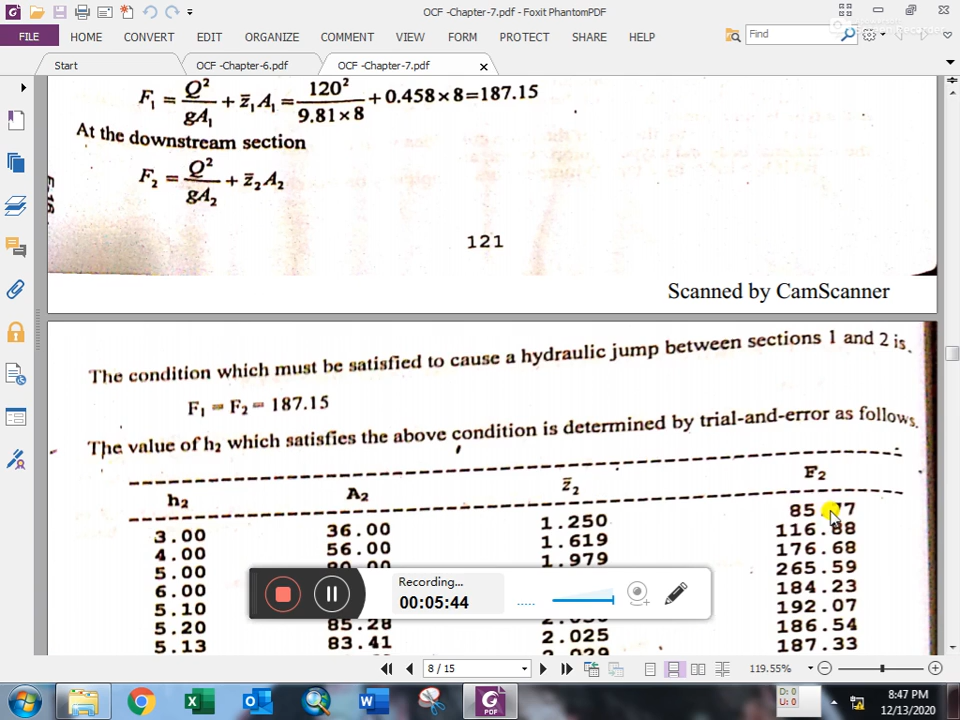 OCF -Chapter-7.pdf - Foxit PhantomPDF
FILE HOME CONVERT EDIT ORGANIZE COMMENT VIEW FORM PROTECT SHARE HELP Find
Start OCF -Chapter-6.pdf OCF -Chapter-7.pdf
F₁ = Q²/gA₁ + z̄₁A₁ = 120²/9.81×8 + 0.458×8=187.15
At the downstream section
F₂ = Q²/gA₂ + z̄₂A₂
121
Scanned by CamScanner
The condition which must be satisfied to cause a hydraulic jump between sections 1 and 2 is.
F₁ = F₂ = 187.15
The value of h₂ which satisfies the above condition is determined by trial-and-error as follows.
h₂ A₂ z̄₂ F₂
3.00 36.00 1.250 85.77
4.00 56.00 1.619 116.88
5.00 1.979 176.68
6.00 265.59
5.10 184.23
5.20 85.28 192.07
5.13 83.41 2.025 186.54
187.33
Recording...
00:05:44
8 / 15
119.55%
D: 0
U: 0
8:47 PM
12/13/2020